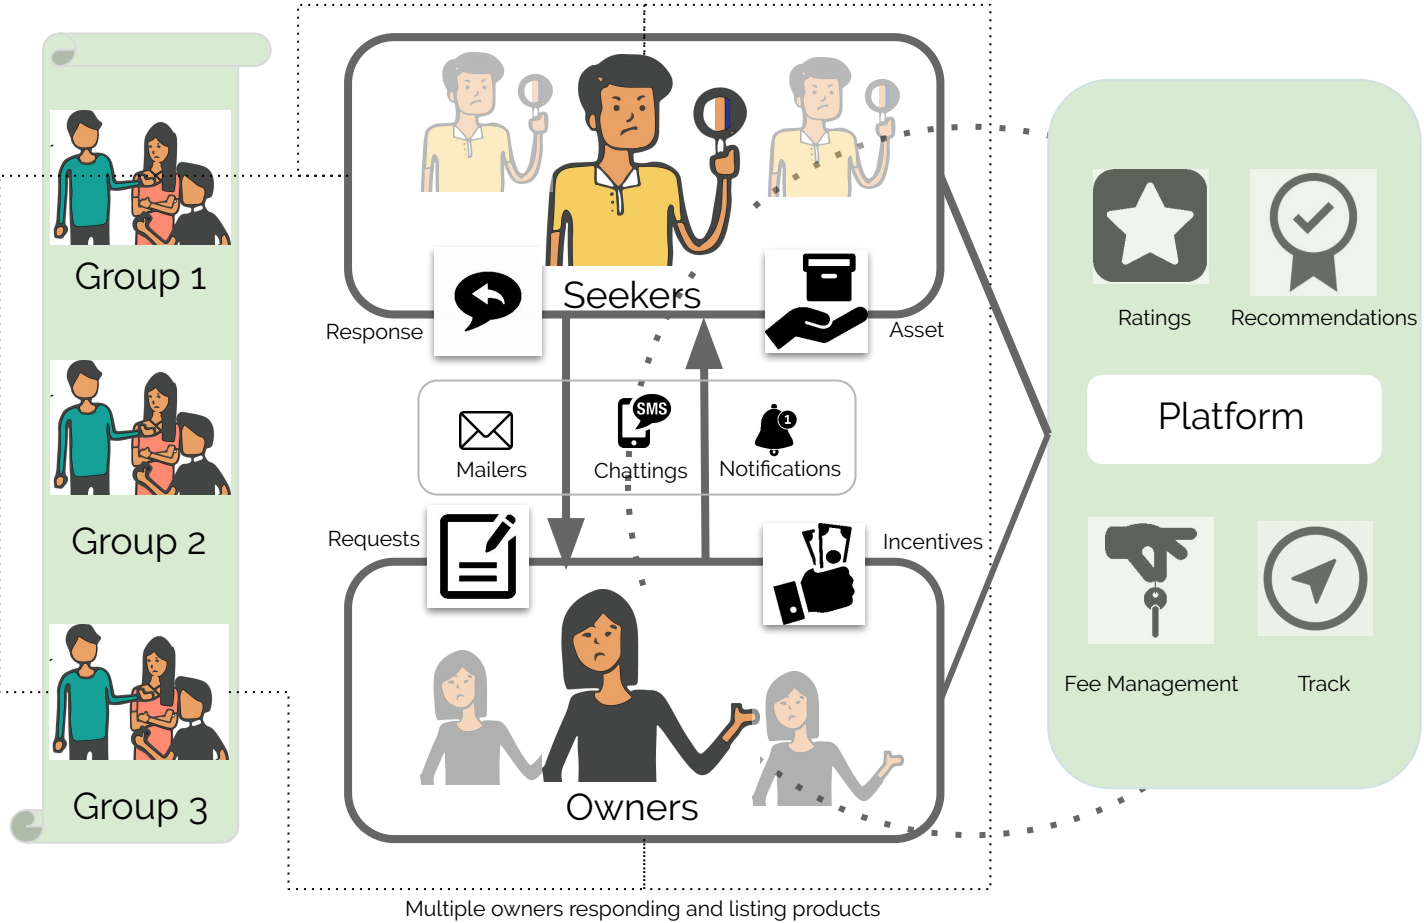 Group 1
Group 2
Group 3
Seekers
Response
Asset
SMS
1
Mailers
Chattings
Notifications
Requests
Incentives
Owners
Multiple owners responding and listing products
Ratings
Recommendations
Platform
Fee Management
Track